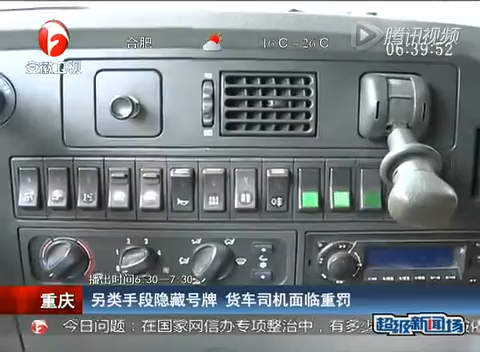 腾讯视频
合肥
16℃~26℃
06:39:52
安徽卫视
播出时间6:30—7:30
重庆
另类手段隐藏号牌 货车司机面临重罚
今日问题：在国家网信办专项整治中，有多少
超级新闻场